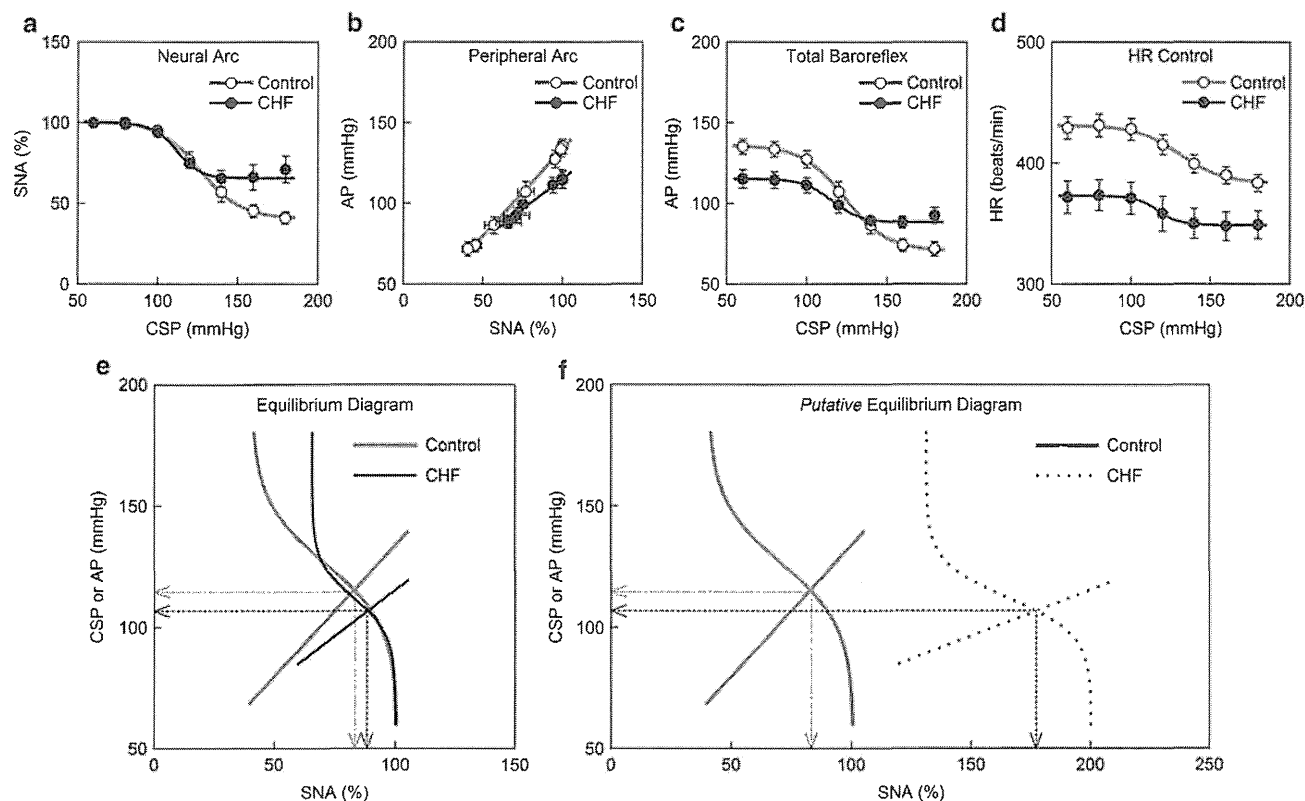 a
Neural Arc
Control
CHF
SNA (%)
150
100
50
0
50
100
150
200
CSP (mmHg)
b
Peripheral Arc
Control
CHF
AP (mmHg)
200
150
100
50
0
50
100
150
SNA (%)
c
Total Baroreflex
Control
CHF
AP (mmHg)
200
150
100
50
50
100
150
200
CSP (mmHg)
d
HR Control
Control
CHF
HR (beats/min)
500
400
300
50
100
150
200
CSP (mmHg)
e
Equilibrium Diagram
Control
CHF
CSP or AP (mmHg)
200
150
100
50
0
50
100
150
SNA (%)
f
Putative Equilibrium Diagram
Control
CHF
CSP or AP (mmHg)
200
150
100
50
0
50
100
150
200
250
SNA (%)